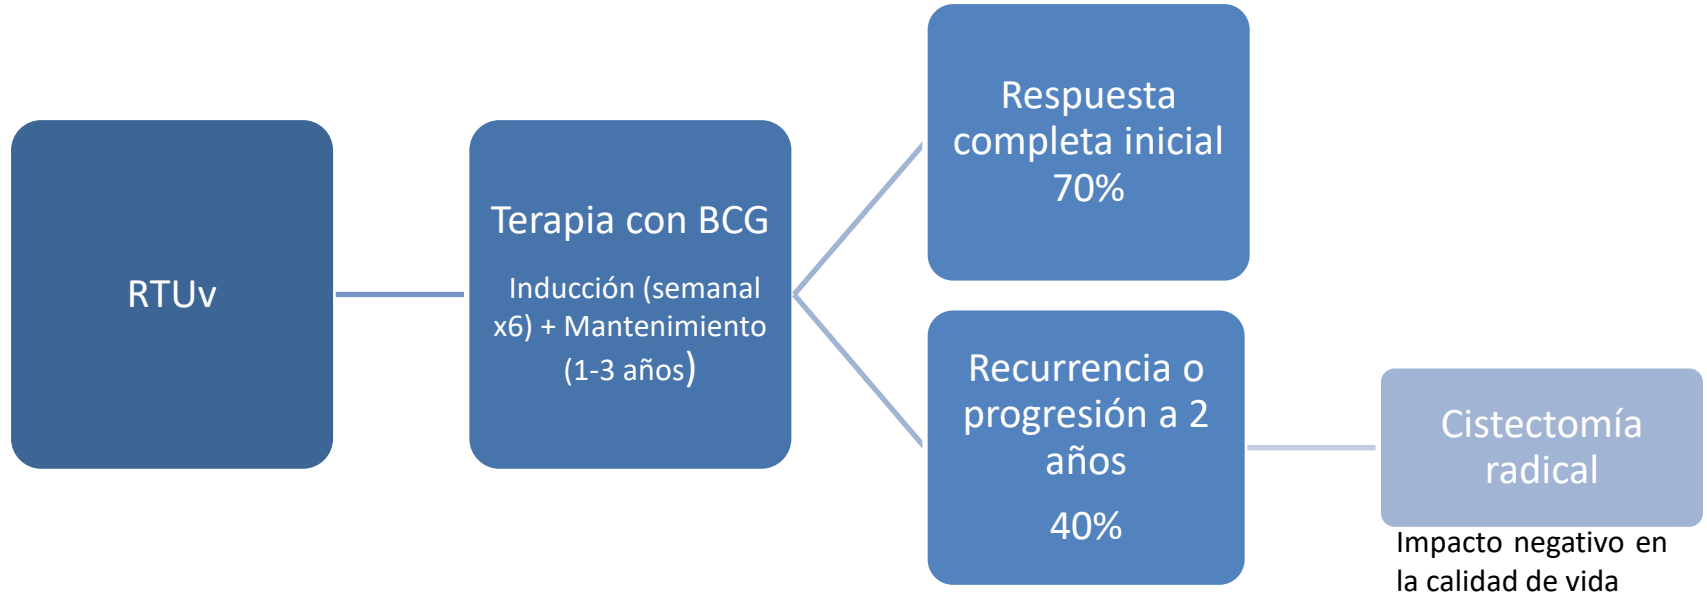 RTUv
Terapia con BCG
Inducción (semanal
x6) + Mantenimiento
(1-3 años)
Respuesta
completa inicial
70%
Recurrencia o
progresión a 2
años
40%
Cistectomía
radical
Impacto negativo en
la calidad de vida